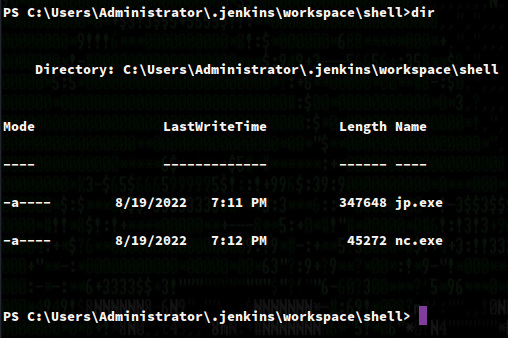 PS C:\Users\Administrator\.jenkins\workspace\shell>dir
Directory: C:\Users\Administrator\.jenkins\workspace\shell
Mode LastWriteTime Length Name
---- ------------- ------ ----
-a---- 8/19/2022 7:11 PM 347648 jp.exe
-a---- 8/19/2022 7:12 PM 45272 nc.exe
PS C:\Users\Administrator\.jenkins\workspace\shell>